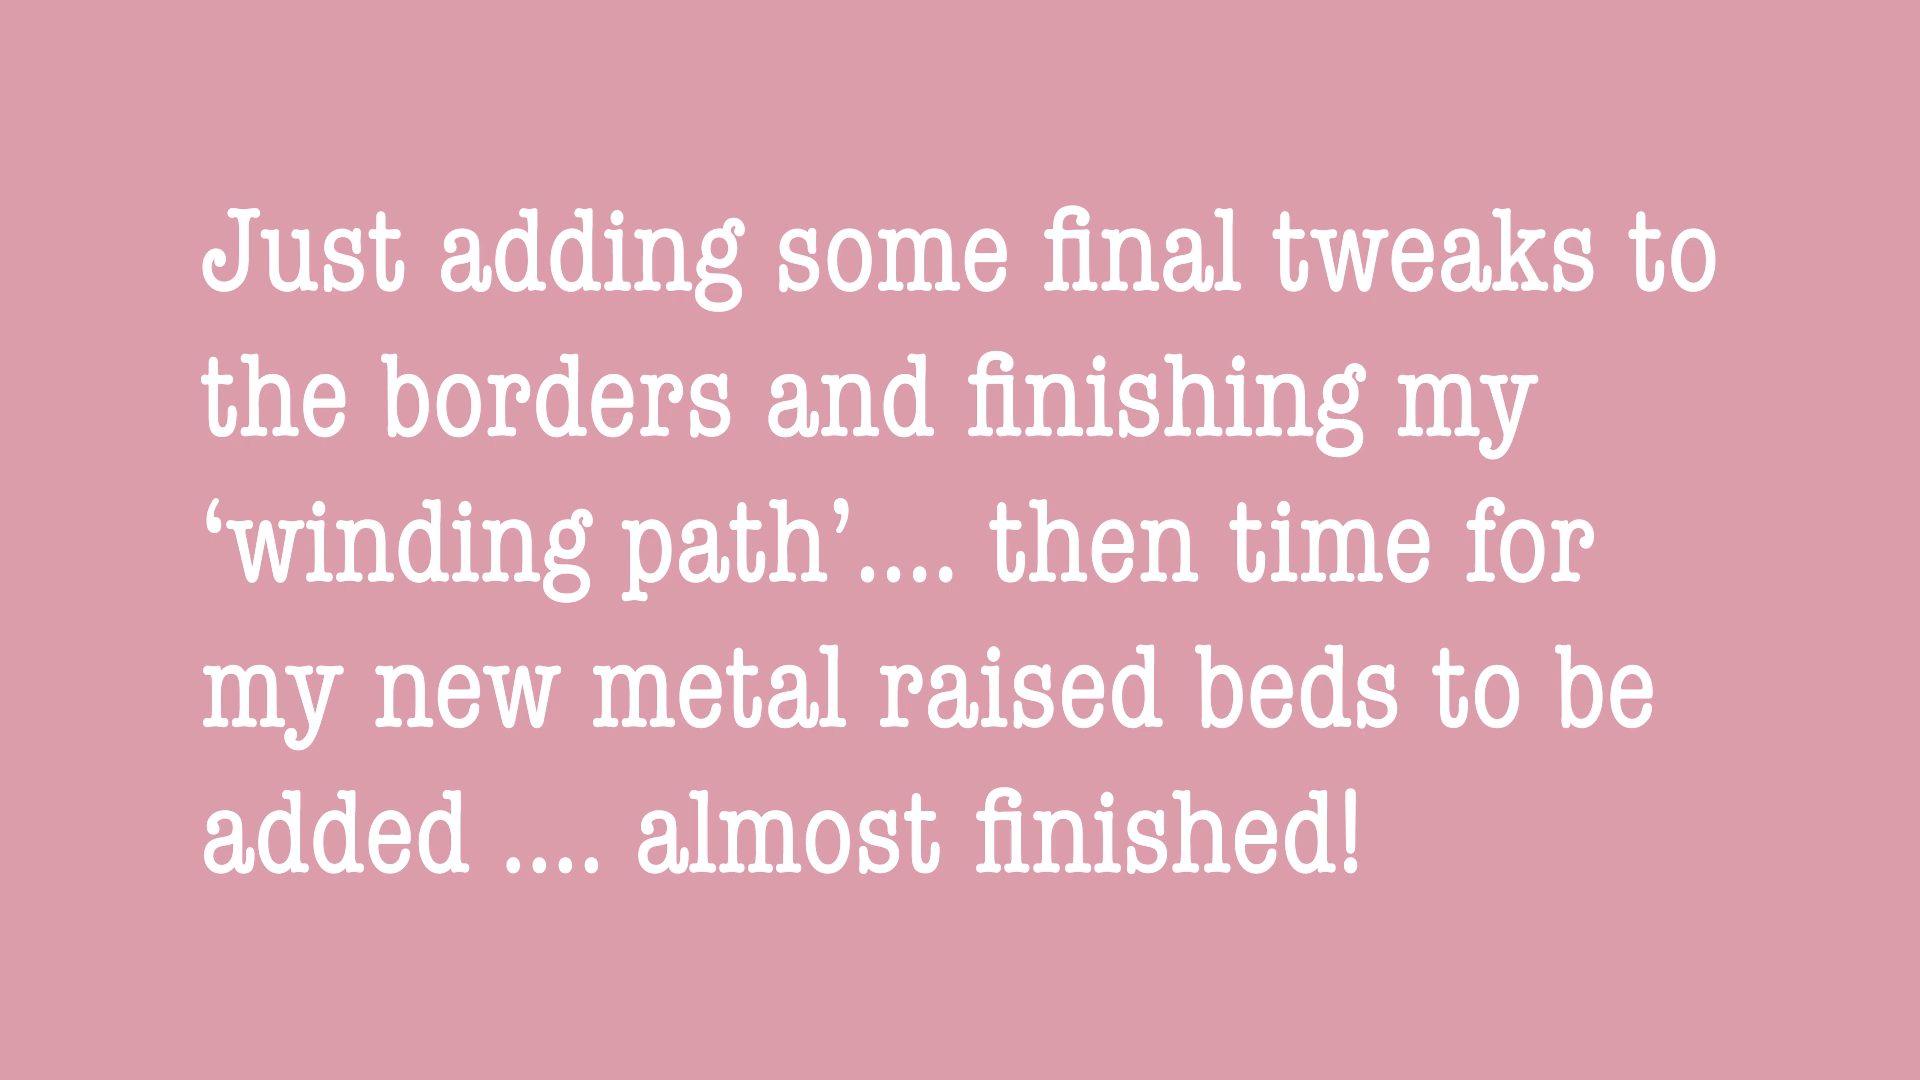 Just adding some final tweaks to
the borders and finishing my
‘winding path’.... then time for
my new metal raised beds to be
added .... almost finished!